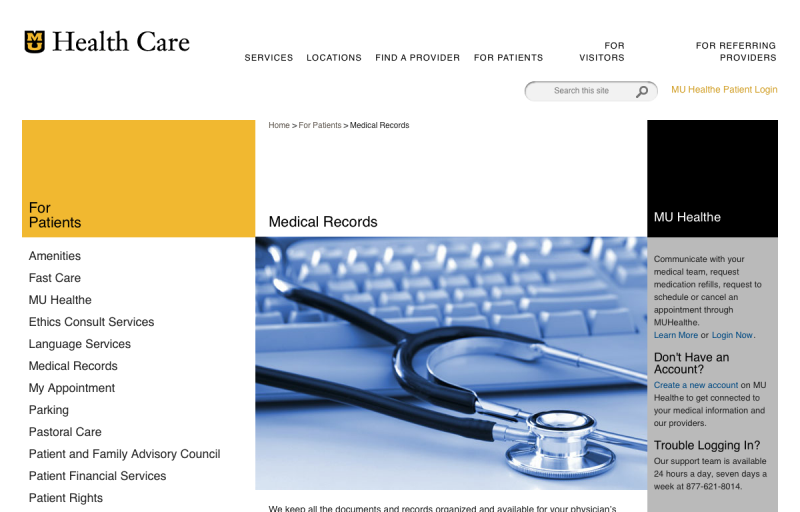 MU Health Care
SERVICES LOCATIONS FIND A PROVIDER FOR PATIENTS FOR VISITORS FOR REFERRING PROVIDERS
Search this site
MU Healthe Patient Login
Home > For Patients > Medical Records
For
Patients
Amenities
Fast Care
MU Healthe
Ethics Consult Services
Language Services
Medical Records
My Appointment
Parking
Pastoral Care
Patient and Family Advisory Council
Patient Financial Services
Patient Rights
Medical Records
We keep all the documents and records organized and available for your physician's
MU Healthe
Communicate with your
medical team, request
medication refills, request to
schedule or cancel an
appointment through
MUHealthe.
Learn More or Login Now.
Don't Have an
Account?
Create a new account on MU
Healthe to get connected to
your medical information and
our providers.
Trouble Logging In?
Our support team is available
24 hours a day, seven days a
week at 877-621-8014.